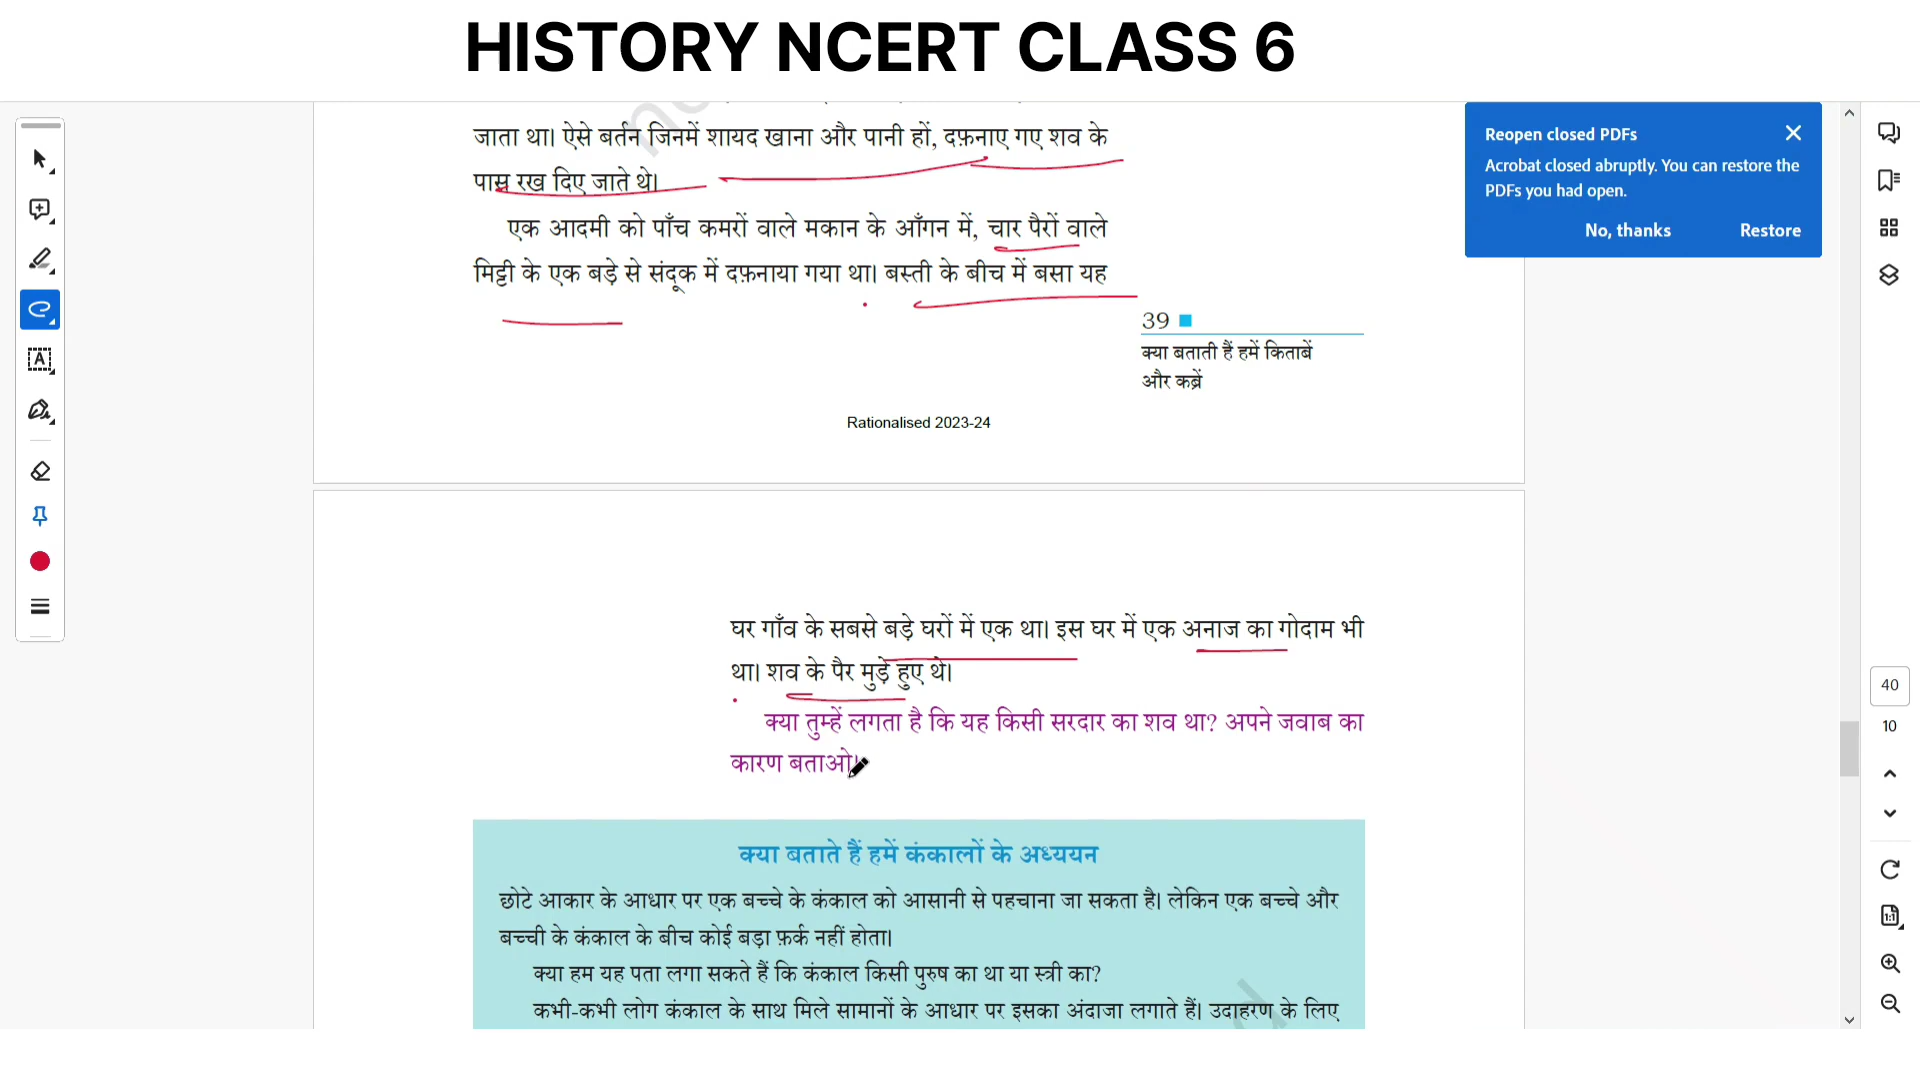 HISTORY NCERT CLASS 6
जाता था। ऐसे बर्तन जिनमें शायद खाना और पानी हों, दफ़नाए गए शव के
पास रख दिए जाते थे।
एक आदमी को पाँच कमरों वाले मकान के आँगन में, चार पैरों वाले
मिट्टी के एक बड़े से संदूक में दफ़नाया गया था। बस्ती के बीच में बसा यह
39
क्या बताती हैं हमें किताबें
और कब्रें
Rationalised 2023-24
घर गाँव के सबसे बड़े घरों में एक था। इस घर में एक अनाज का गोदाम भी
था। शव के पैर मुड़े हुए थे।
क्या तुम्हें लगता है कि यह किसी सरदार का शव था? अपने जवाब का
कारण बताओ।
क्या बताते हैं हमें कंकालों के अध्ययन
छोटे आकार के आधार पर एक बच्चे के कंकाल को आसानी से पहचाना जा सकता है। लेकिन एक बच्चे और
बच्ची के कंकाल के बीच कोई बड़ा फ़र्क नहीं होता।
क्या हम यह पता लगा सकते हैं कि कंकाल किसी पुरुष का था या स्त्री का?
कभी-कभी लोग कंकाल के साथ मिले सामानों के आधार पर इसका अंदाजा लगाते हैं। उदाहरण के लिए
Reopen closed PDFs
Acrobat closed abruptly. You can restore the
PDFs you had open.
No, thanks Restore
40
10